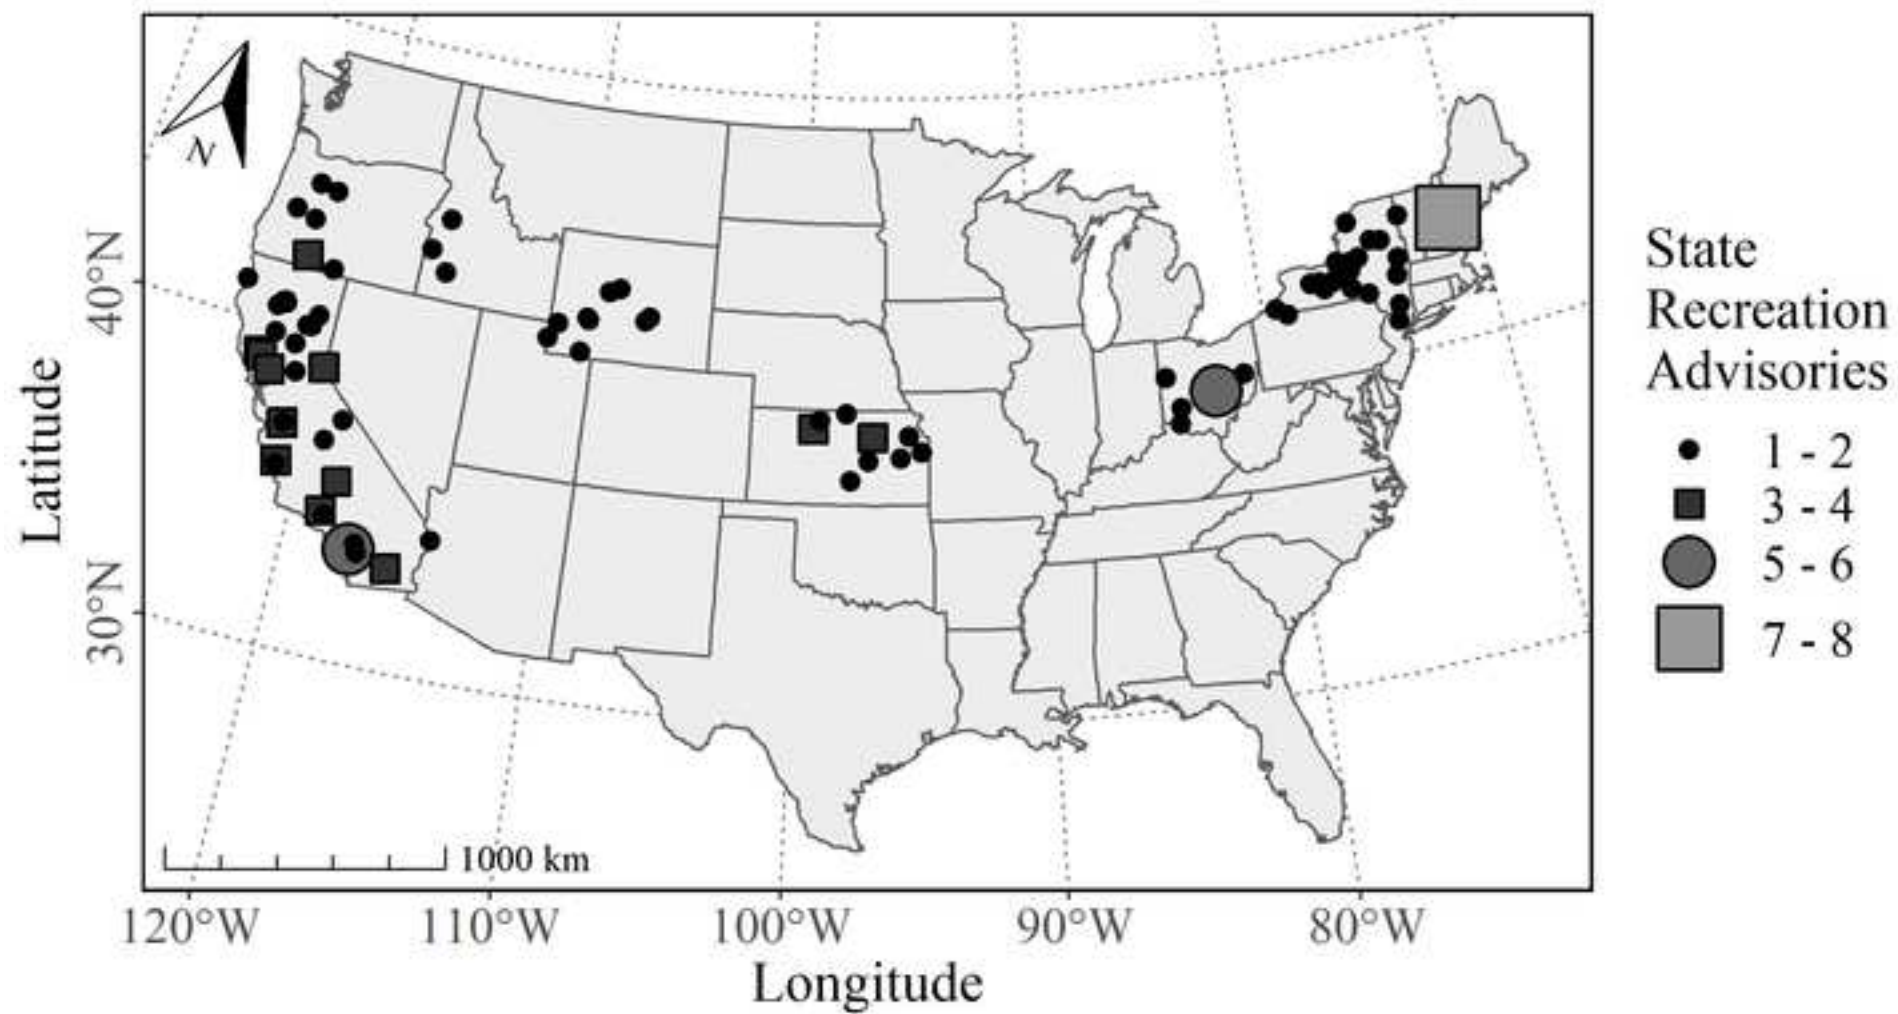 N
Latitude
40°N
30°N
1000 km
120°W
110°W
100°W
90°W
80°W
Longitude
State
Recreation
Advisories
1 - 2
3 - 4
5 - 6
7 - 8